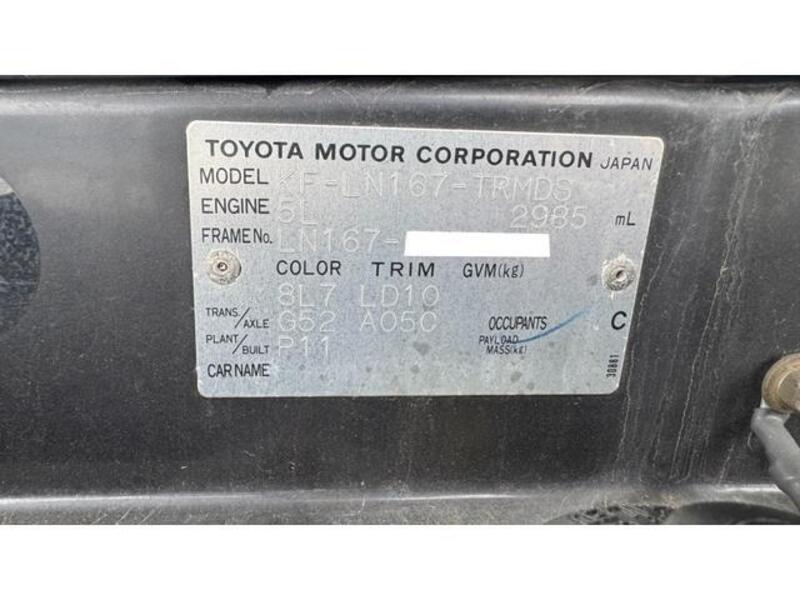 TOYOTA MOTOR CORPORATION JAPAN
MODEL KF-LN167-TRMDS
ENGINE 5L 2985 mL
FRAME No. LN167-
COLOR TRIM GVM(kg)
8L7 LD10
TRANS./AXLE G52 A05C OCCUPANTS C
PLANT/BUILT P11 PAYLOAD MASS(kg)
CAR NAME
30881